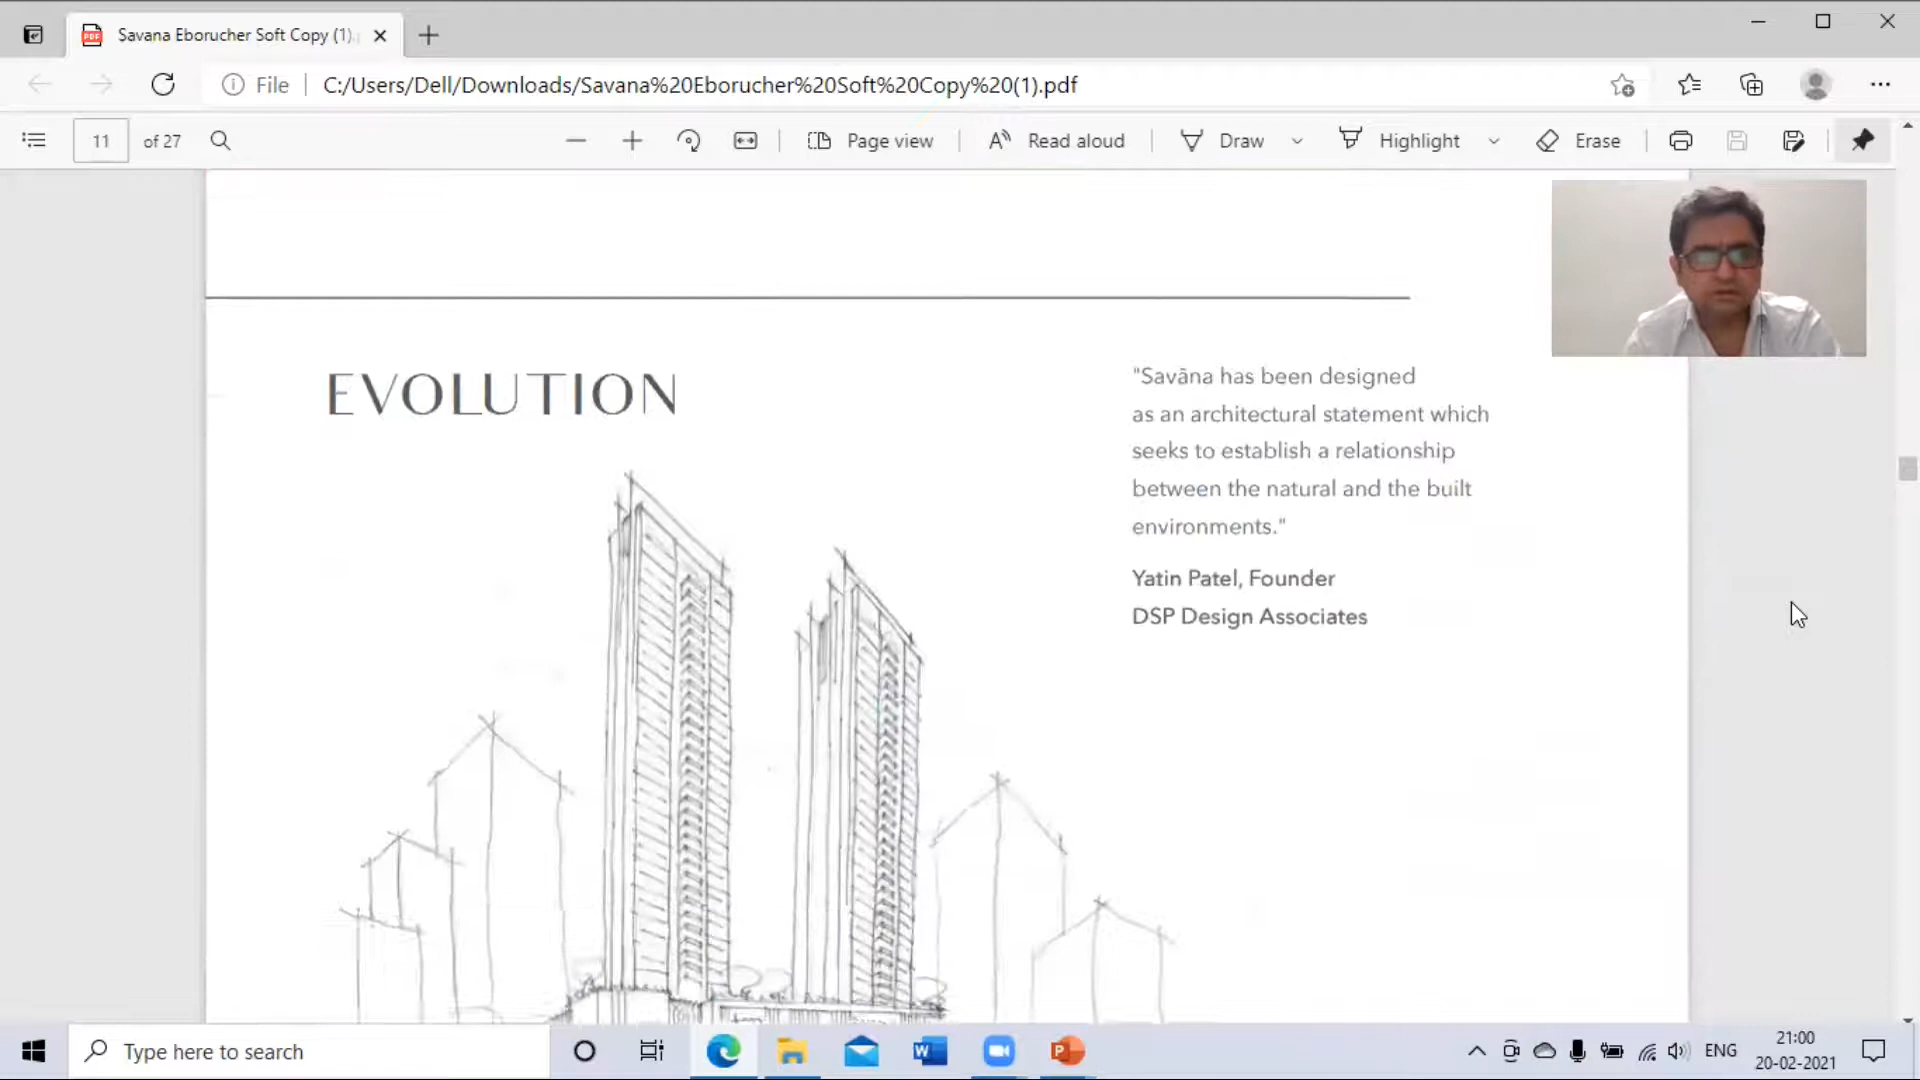 Savana Eborucher Soft Copy (1).
File
C:/Users/Dell/Downloads/Savana%20Eborucher%20Soft%20Copy%20(1).pdf
11 of 27
Page view
Read aloud
Draw
Highlight
Erase
EVOLUTION
"Savāna has been designed
as an architectural statement which
seeks to establish a relationship
between the natural and the built
environments."
Yatin Patel, Founder
DSP Design Associates
Type here to search
ENG
21:00
20-02-2021